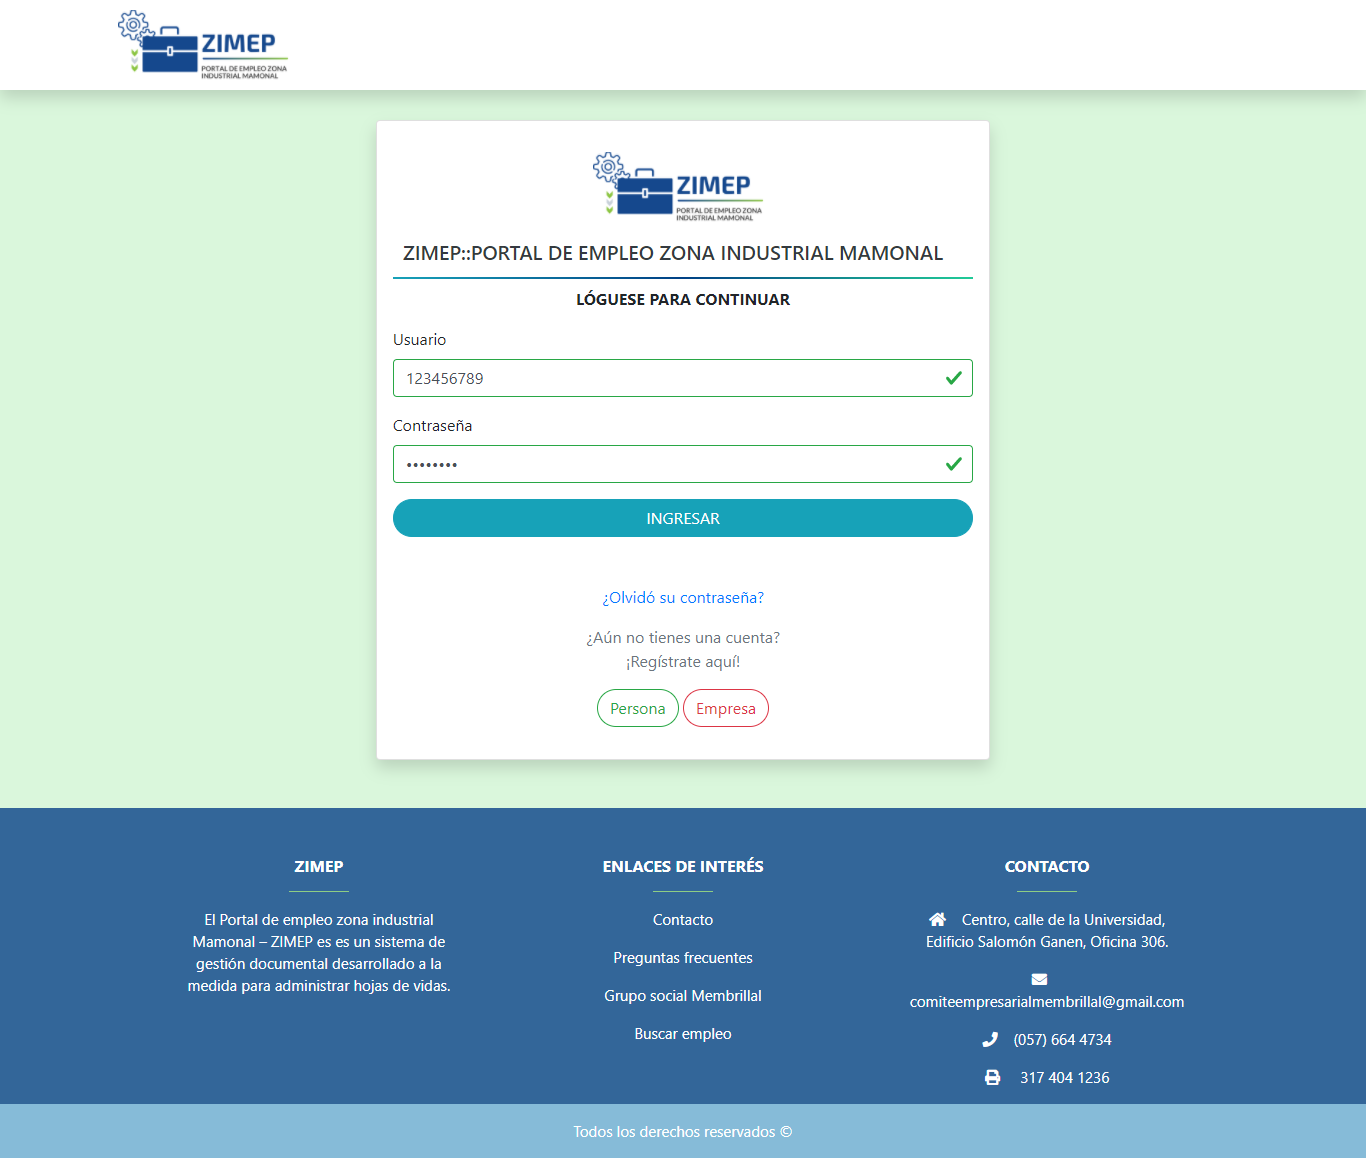 ZIMEP
PORTAL DE EMPLEO ZONA
INDUSTRIAL MAMONAL
ZIMEP
PORTAL DE EMPLEO ZONA
INDUSTRIAL MAMONAL
ZIMEP::PORTAL DE EMPLEO ZONA INDUSTRIAL MAMONAL
LÓGUESE PARA CONTINUAR
Usuario
123456789
Contraseña
••••••••
INGRESAR
¿Olvidó su contraseña?
¿Aún no tienes una cuenta?
¡Regístrate aquí!
Persona Empresa
ZIMEP
El Portal de empleo zona industrial
Mamonal – ZIMEP es es un sistema de
gestión documental desarrollado a la
medida para administrar hojas de vidas.
ENLACES DE INTERÉS
Contacto
Preguntas frecuentes
Grupo social Membrillal
Buscar empleo
CONTACTO
Centro, calle de la Universidad,
Edificio Salomón Ganen, Oficina 306.
comiteempresarialmembrillal@gmail.com
(057) 664 4734
317 404 1236
Todos los derechos reservados ©